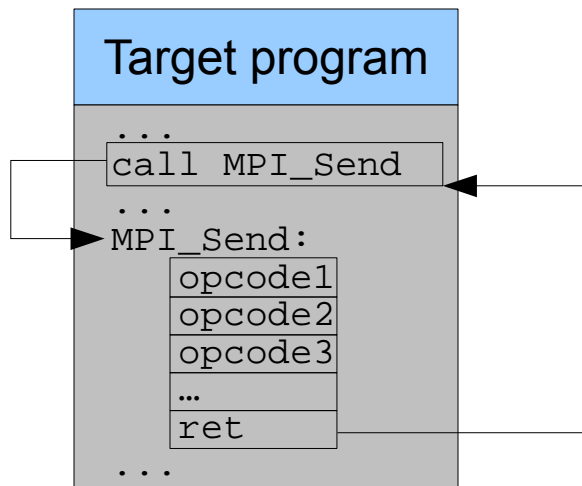 Target program
...
call MPI_Send
...
MPI_Send:
opcode1
opcode2
opcode3
…
ret
...